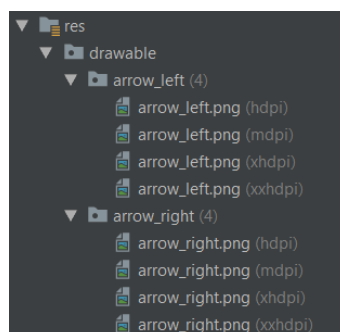 res
drawable
arrow_left (4)
arrow_left.png (hdpi)
arrow_left.png (mdpi)
arrow_left.png (xhdpi)
arrow_left.png (xxhdpi)
arrow_right (4)
arrow_right.png (hdpi)
arrow_right.png (mdpi)
arrow_right.png (xhdpi)
arrow_right.png (xxhdpi)